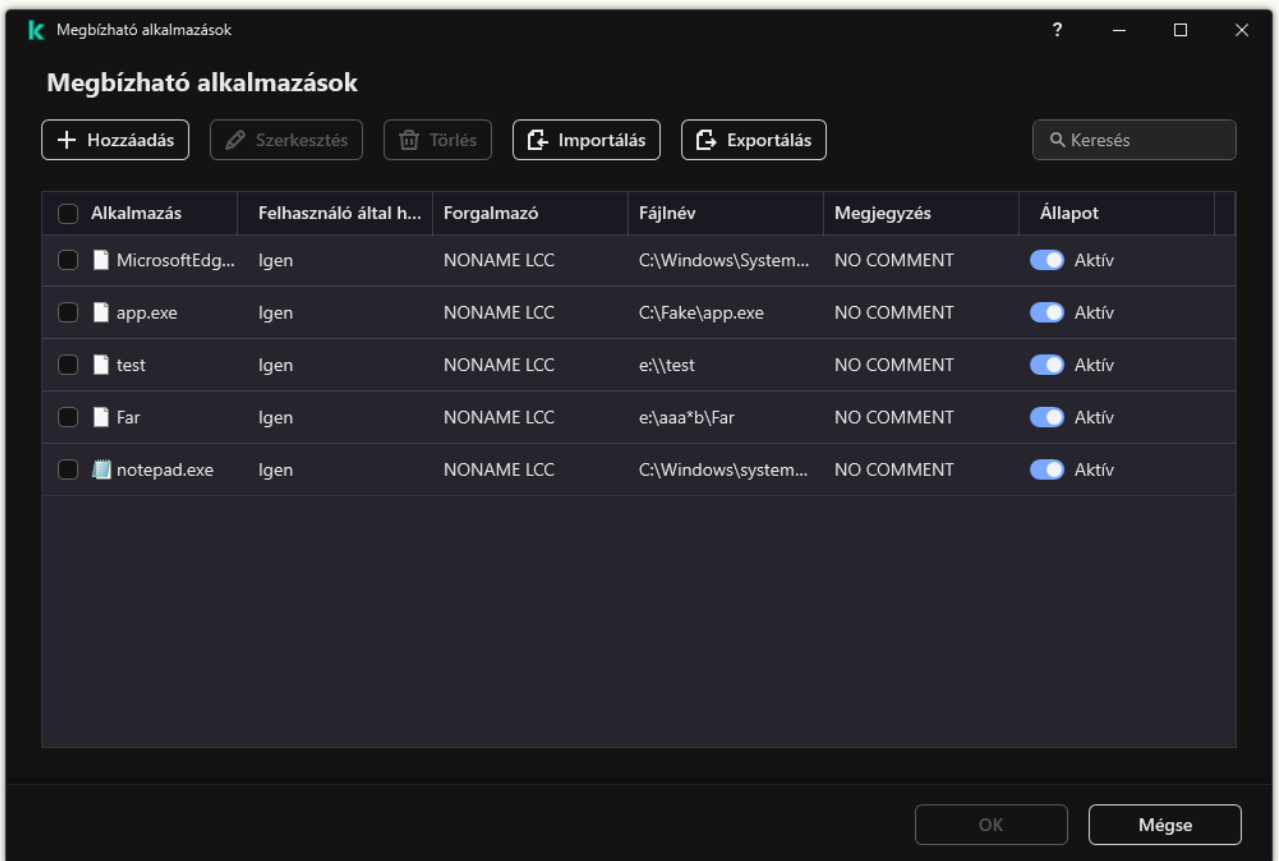 Megbízható alkalmazások
?
Megbízható alkalmazások
Hozzáadás Szerkesztés Törlés Importálás Exportálás Keresés
Alkalmazás Felhasználó által h... Forgalmazó Fájlnév Megjegyzés Állapot
MicrosoftEdg... Igen NONAME LCC C:\Windows\System... NO COMMENT Aktív
app.exe Igen NONAME LCC C:\Fake\app.exe NO COMMENT Aktív
test Igen NONAME LCC e:\\test NO COMMENT Aktív
Far Igen NONAME LCC e:\aaa*b\Far NO COMMENT Aktív
notepad.exe Igen NONAME LCC C:\Windows\system... NO COMMENT Aktív
OK Mégse